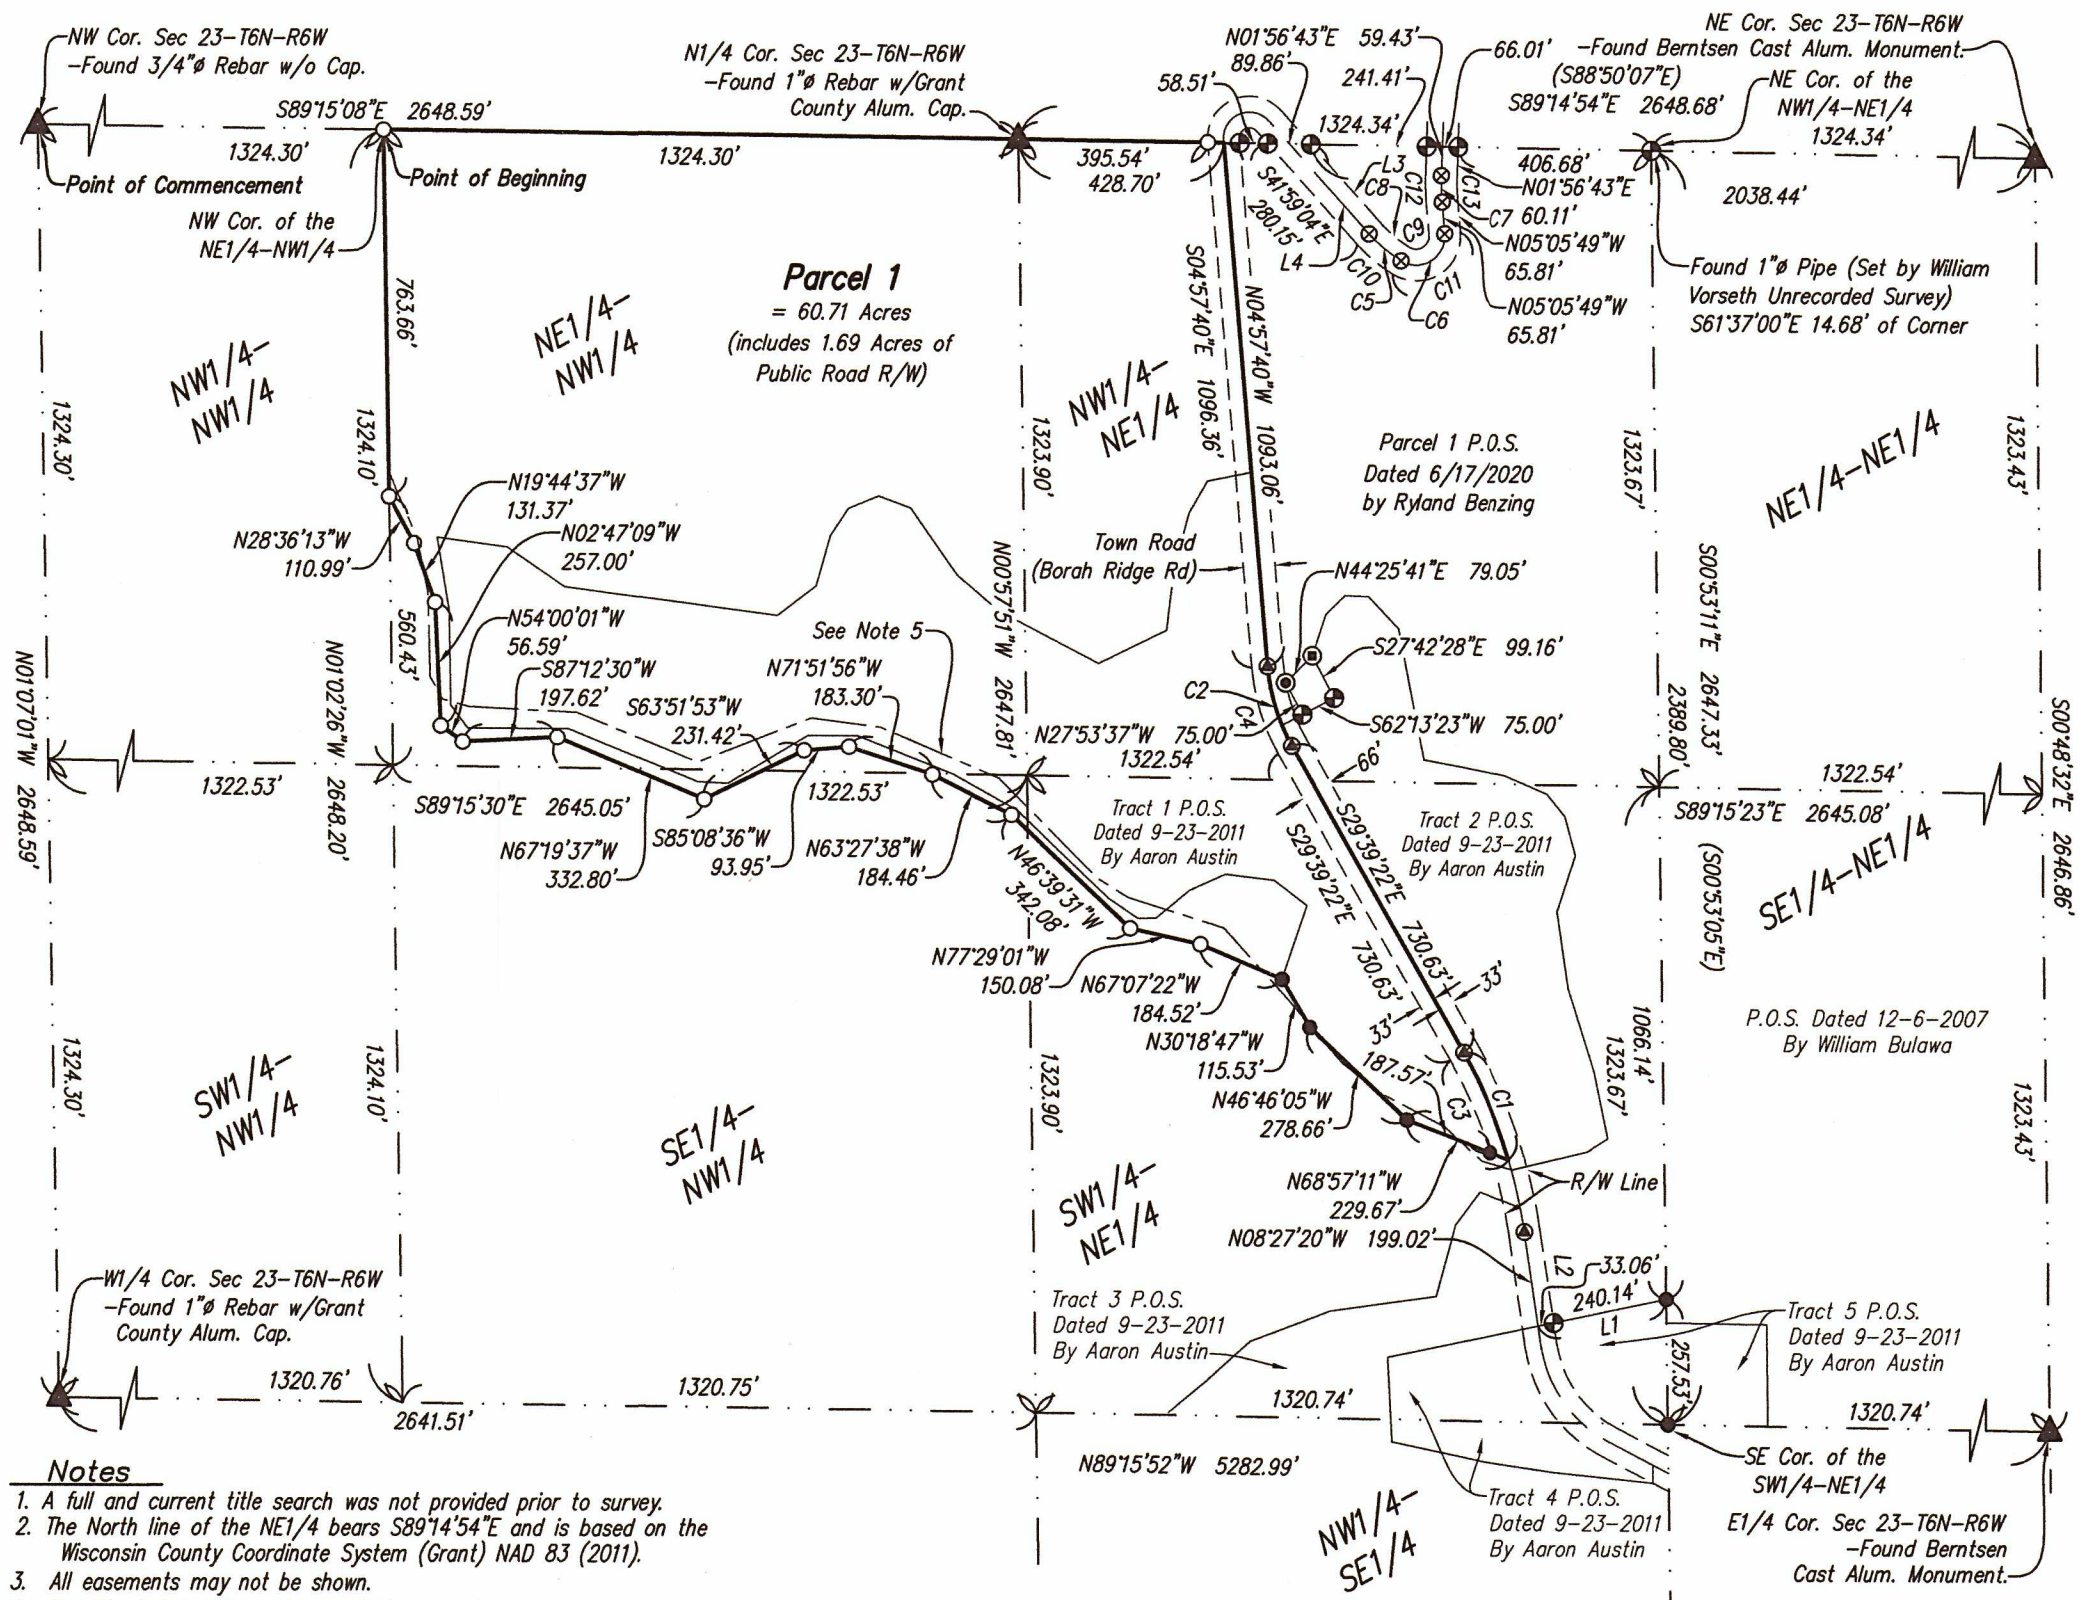 NW Cor. Sec 23-T6N-R6W
-Found 3/4"ø Rebar w/o Cap.
N1/4 Cor. Sec 23-T6N-R6W
-Found 1"ø Rebar w/Grant
County Alum. Cap.
N01°56'43"E 59.43'
89.86'
58.51'
241.41'
66.01'
NE Cor. Sec 23-T6N-R6W
-Found Berntsen Cast Alum. Monument.
(S88°50'07"E)
S89°14'54"E 2648.68'
NE Cor. of the
NW1/4-NE1/4
1324.34'
S89°15'08"E 2648.59'
1324.30'
1324.30'
395.54'
428.70'
1324.34'
406.68'
2038.44'
Point of Commencement
Point of Beginning
NW Cor. of the
NE1/4-NW1/4
L3
C8
C12
C13
N01°56'43"E
C7 60.11'
C9
N05°05'49"W
65.81'
S41°59'04"E
280.15'
L4
C10
C5
C6
C11
N05°05'49"W
65.81'
Found 1"ø Pipe (Set by William
Vorseth Unrecorded Survey)
S61°37'00"E 14.68' of Corner
Parcel 1
= 60.71 Acres
(includes 1.69 Acres of
Public Road R/W)
763.66'
S04°57'40"E 1096.36'
N04°57'40"W 1093.06'
NW1/4-
NW1/4
NE1/4-
NW1/4
NW1/4-
NE1/4
NE1/4-NE1/4
1324.30'
1324.10'
1323.90'
1323.67'
1323.43'
Parcel 1 P.O.S.
Dated 6/17/2020
by Ryland Benzing
N19°44'37"W
131.37'
N28°36'13"W
110.99'
N02°47'09"W
257.00'
Town Road
(Borah Ridge Rd)
N44°25'41"E 79.05'
N54°00'01"W
56.59'
560.43'
S87°12'30"W
197.62'
See Note 5
N71°51'56"W
183.30'
S63°51'53"W
231.42'
N00°57'51"W 2647.81'
S27°42'28"E 99.16'
C2
C4
S62°13'23"W 75.00'
N27°53'37"W 75.00'
66'
S00°53'11"E 2647.33'
2389.80'
N01°07'01"W 2648.59'
N01°02'26"W 2648.20'
S00°48'32"E 2646.86'
1322.53'
1322.53'
1322.54'
1322.54'
S89°15'30"E 2645.05'
S89°15'23"E 2645.08'
N67°19'37"W
332.80'
S85°08'36"W
93.95'
N63°27'38"W
184.46'
Tract 1 P.O.S.
Dated 9-23-2011
By Aaron Austin
Tract 2 P.O.S.
Dated 9-23-2011
By Aaron Austin
S29°39'22"E 730.63'
S29°39'22"E 730.63'
SE1/4-NE1/4
(S00°53'05"E)
N46°39'31"W
342.08'
N77°29'01"W
150.08'
N67°07'22"W
184.52'
33'
33'
N30°18'47"W
115.53'
187.57'
C3
C1
N46°46'05"W
278.66'
1066.14'
P.O.S. Dated 12-6-2007
By William Bulawa
1324.30'
1324.10'
1323.90'
1323.67'
1323.43'
SW1/4-
NW1/4
SE1/4-
NW1/4
SW1/4-
NE1/4
N68°57'11"W
229.67'
R/W Line
N08°27'20"W 199.02'
L2
33.06'
240.14'
L1
257.53'
W1/4 Cor. Sec 23-T6N-R6W
-Found 1"ø Rebar w/Grant
County Alum. Cap.
Tract 3 P.O.S.
Dated 9-23-2011
By Aaron Austin
Tract 5 P.O.S.
Dated 9-23-2011
By Aaron Austin
1320.76'
1320.75'
1320.74'
1320.74'
2641.51'
N89°15'52"W 5282.99'
SE Cor. of the
SW1/4-NE1/4
Tract 4 P.O.S.
Dated 9-23-2011
By Aaron Austin
NW1/4-
SE1/4
E1/4 Cor. Sec 23-T6N-R6W
-Found Berntsen
Cast Alum. Monument.
Notes
1. A full and current title search was not provided prior to survey.
2. The North line of the NE1/4 bears S89°14'54"E and is based on the
Wisconsin County Coordinate System (Grant) NAD 83 (2011).
3. All easements may not be shown.